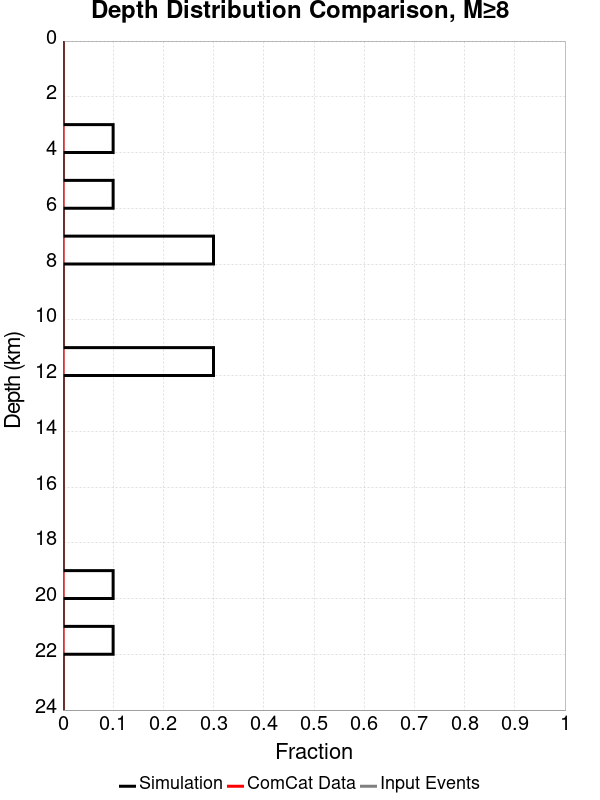 Depth Distribution Comparison, M≥8
0
2
4
6
8
10
12
14
16
18
20
22
24
Depth (km)
0 0.1 0.2 0.3 0.4 0.5 0.6 0.7 0.8 0.9 1
Fraction
Simulation ComCat Data Input Events